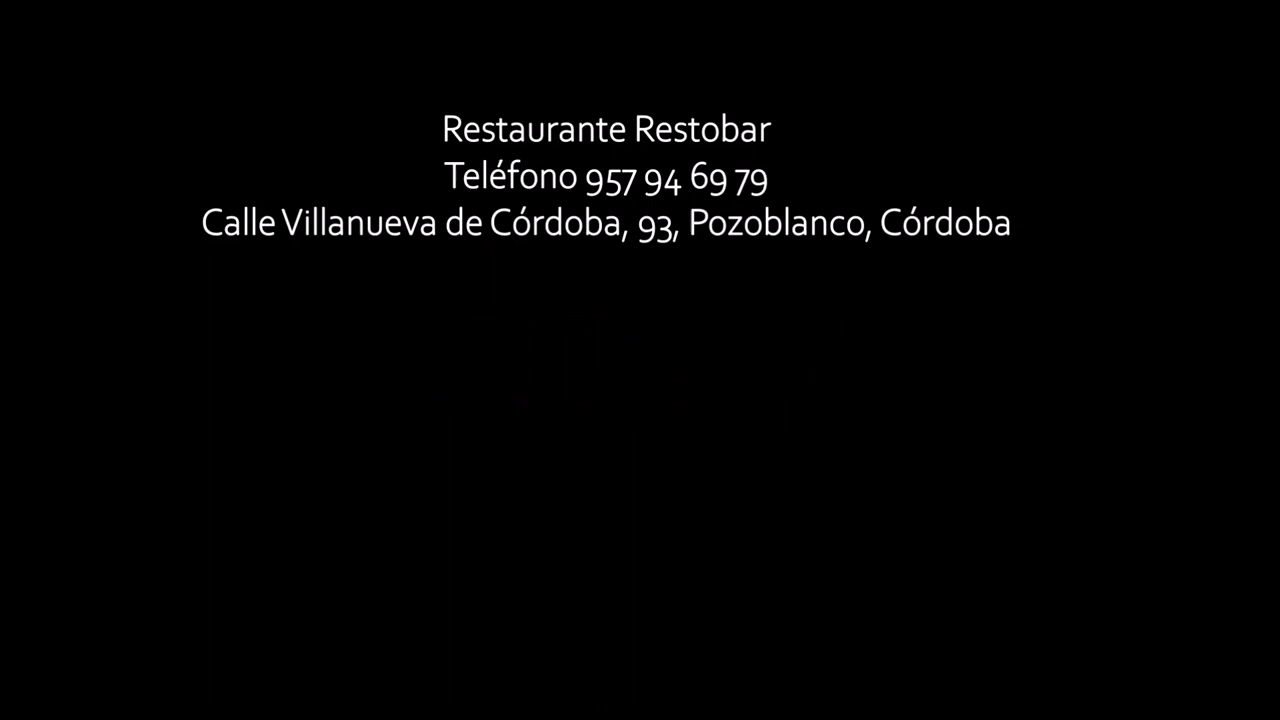 Restaurante Restobar
Teléfono 957 94 69 79
Calle Villanueva de Córdoba, 93, Pozoblanco, Córdoba